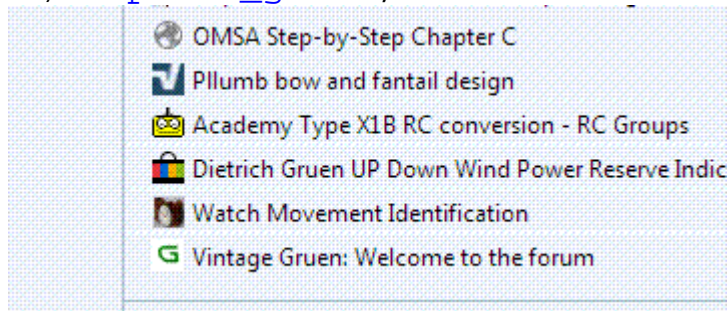 OMSA Step-by-Step Chapter C
Pllumb bow and fantail design
Academy Type X1B RC conversion - RC Groups
Dietrich Gruen UP Down Wind Power Reserve Indic
Watch Movement Identification
Vintage Gruen: Welcome to the forum